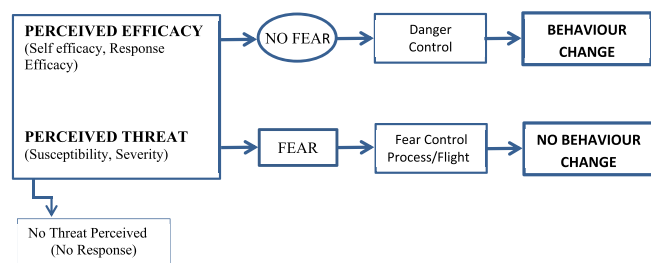 PERCEIVED EFFICACY
(Self efficacy, Response
Efficacy)
NO FEAR
Danger
Control
BEHAVIOUR
CHANGE
PERCEIVED THREAT
(Susceptibility, Severity)
FEAR
Fear Control
Process/Flight
NO BEHAVIOUR
CHANGE
No Threat Perceived
(No Response)